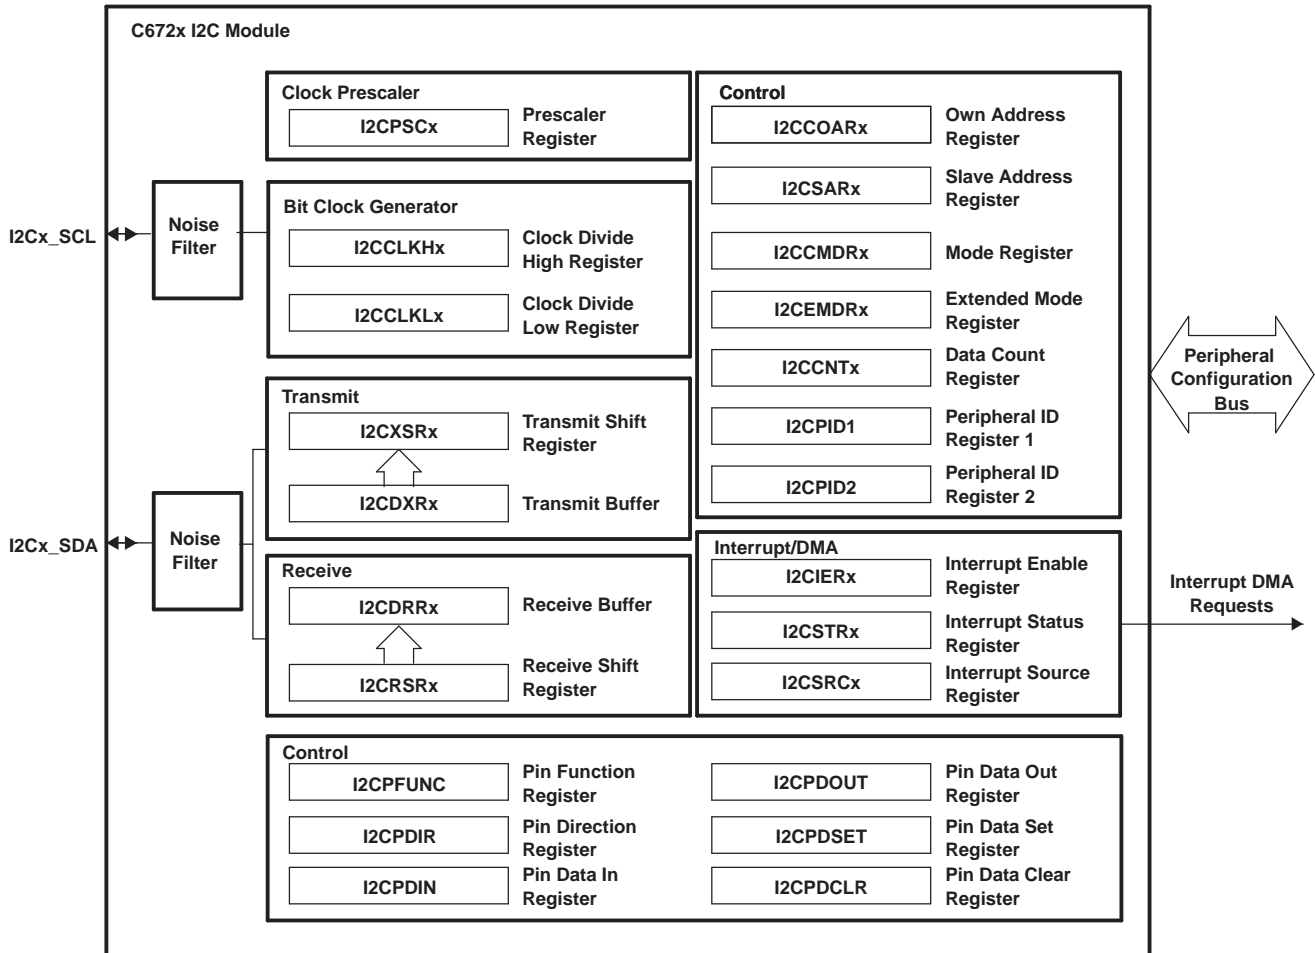 C672x I2C Module
Clock Prescaler
I2CPSCx
Prescaler
Register
I2Cx_SCL
Noise
Filter
Bit Clock Generator
I2CCLKHx
Clock Divide
High Register
I2CCLKLx
Clock Divide
Low Register
Transmit
I2CXSRx
Transmit Shift
Register
I2CDXRx
Transmit Buffer
I2Cx_SDA
Noise
Filter
Receive
I2CDRRx
Receive Buffer
I2CRSRx
Receive Shift
Register
Control
I2CCOARx
Own Address
Register
I2CSARx
Slave Address
Register
I2CCMDRx
Mode Register
I2CEMDRx
Extended Mode
Register
I2CCNTx
Data Count
Register
I2CPID1
Peripheral ID
Register 1
I2CPID2
Peripheral ID
Register 2
Peripheral
Configuration
Bus
Interrupt/DMA
I2CIERx
Interrupt Enable
Register
I2CSTRx
Interrupt Status
Register
I2CSRCx
Interrupt Source
Register
Interrupt DMA
Requests
Control
I2CPFUNC
Pin Function
Register
I2CPDIR
Pin Direction
Register
I2CPDIN
Pin Data In
Register
I2CPDOUT
Pin Data Out
Register
I2CPDSET
Pin Data Set
Register
I2CPDCLR
Pin Data Clear
Register